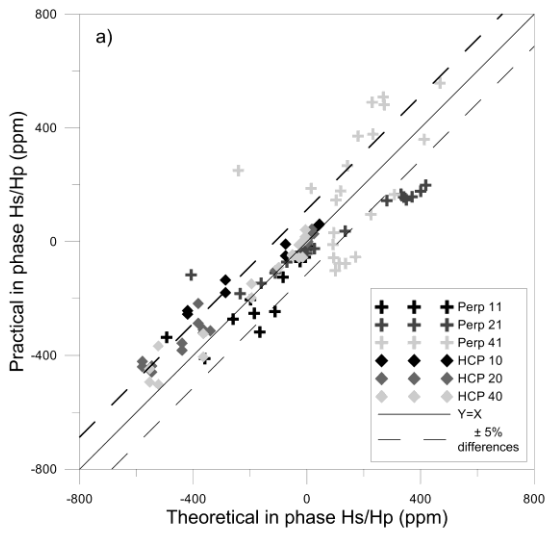 800
a)
400
0
-400
-800
Practical in phase Hs/Hp (ppm)
Perp 11
Perp 21
Perp 41
HCP 10
HCP 20
HCP 40
Y=X
± 5%
differences
-800 -400 0 400 800
Theoretical in phase Hs/Hp (ppm)